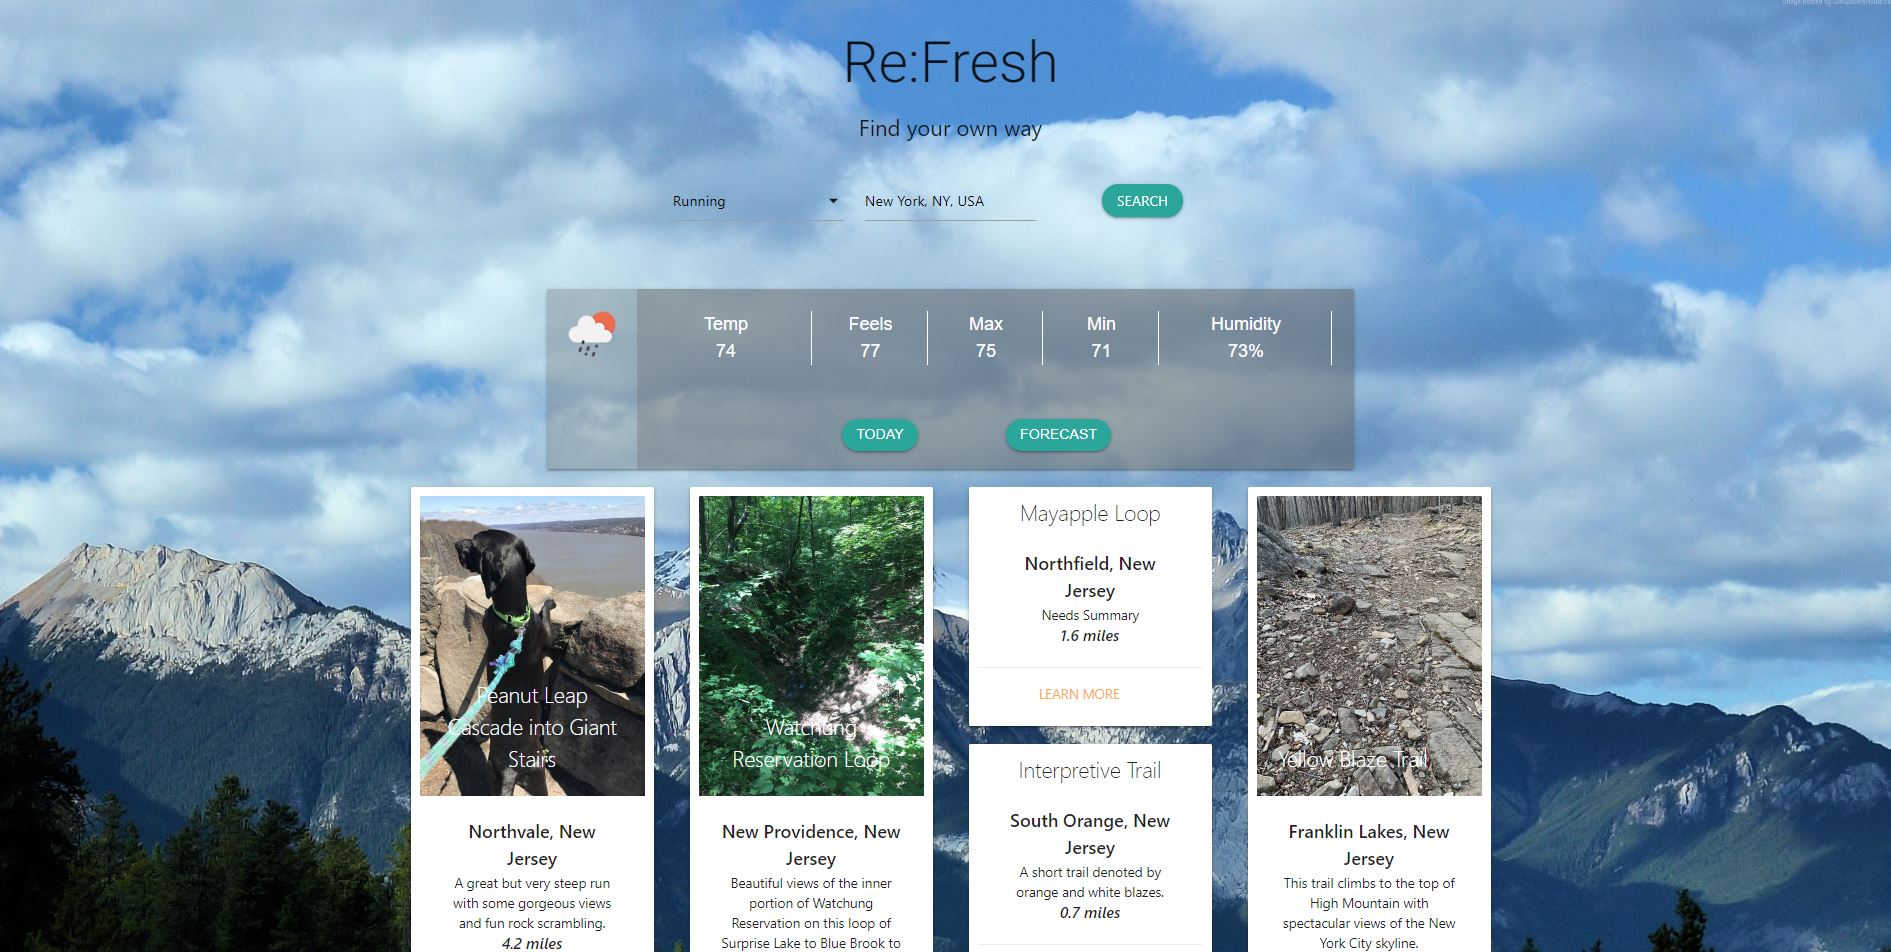 Re:Fresh
Find your own way
Running
New York, NY, USA
SEARCH
Temp
74
Feels
77
Max
75
Min
71
Humidity
73%
TODAY
FORECAST
Peanut Leap
Cascade into Giant
Stairs
Northvale, New
Jersey
A great but very steep run
with some gorgeous views
and fun rock scrambling.
4.2 miles
Watchung
Reservation Loop
New Providence, New
Jersey
Beautiful views of the inner
portion of Watchung
Reservation on this loop of
Surprise Lake to Blue Brook to
Mayapple Loop
Northfield, New
Jersey
Needs Summary
1.6 miles
LEARN MORE
Interpretive Trail
South Orange, New
Jersey
A short trail denoted by
orange and white blazes.
0.7 miles
Yellow Blaze Trail
Franklin Lakes, New
Jersey
This trail climbs to the top of
High Mountain with
spectacular views of the New
York City skyline.